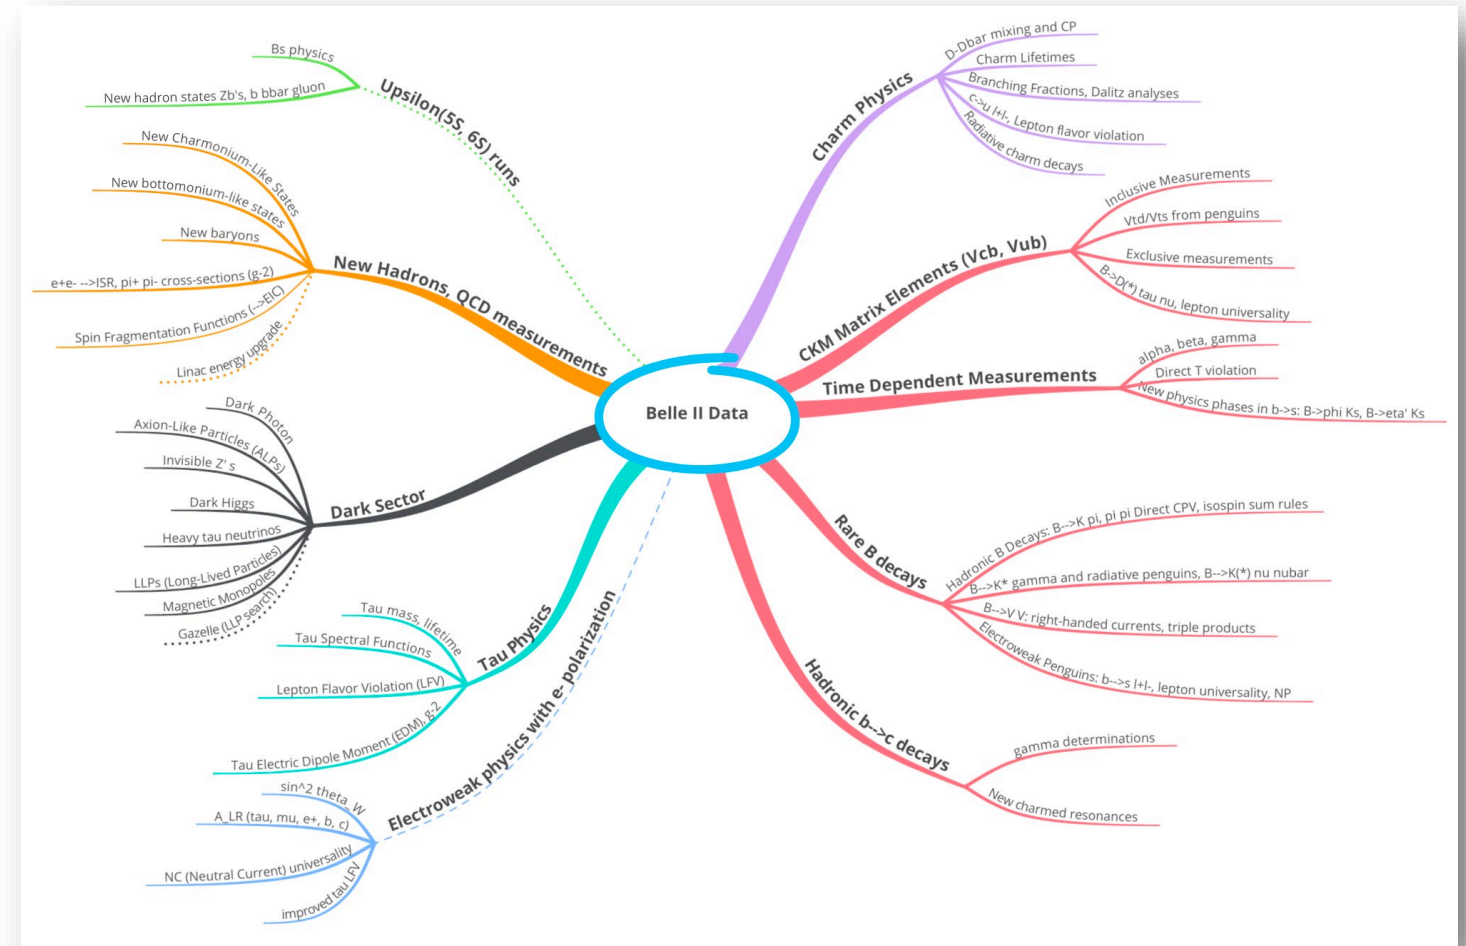 Belle II Data
Upsilon(5S, 6S) runs
Bs physics
New hadron states Zb's, b bbar gluon
New Hadrons, QCD measurements
New Charmonium-Like States
New bottomonium-like states
New baryons
e+e- -->ISR, pi+ pi- cross-sections (g-2)
Spin Fragmentation Functions (-->EIC)
Linac energy upgrade
Dark Sector
Dark Photon
Axion-Like Particles (ALPs)
Invisible Z' s
Dark Higgs
Heavy tau neutrinos
LLPs (Long-Lived Particles)
Magnetic Monopoles
Gazelle (LLP search)
Tau Physics
Tau mass, lifetime
Tau Spectral Functions
Lepton Flavor Violation (LFV)
Tau Electric Dipole Moment (EDM), g-2
Electroweak physics with e- polarization
sin^2 theta_W
A_LR (tau, mu, e+, b, c)
NC (Neutral Current) universality
improved tau LFV
Charm Physics
D-Dbar mixing and CP
Charm Lifetimes
Branching Fractions, Dalitz analyses
c->u l+l-, Lepton flavor violation
Radiative charm decays
CKM Matrix Elements (Vcb, Vub)
Inclusive Measurements
Vtd/Vts from penguins
Exclusive measurements
B->D(*) tau nu, lepton universality
Time Dependent Measurements
alpha, beta, gamma
Direct T violation
New physics phases in b->s: B->phi Ks, B->eta' Ks
Rare B decays
Hadronic B Decays: B-->K pi, pi pi Direct CPV, isospin sum rules
B-->K* gamma and radiative penguins, B-->K(*) nu nubar
B-->V V: right-handed currents, triple products
Electroweak Penguins: b-->s l+l-, lepton universality, NP
Hadronic b-->c decays
gamma determinations
New charmed resonances